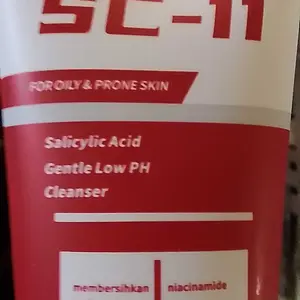 SC-11
FOR OILY & PRONE SKIN
Salicylic Acid
Gentle Low PH
Cleanser
membersihkan
niacinamide